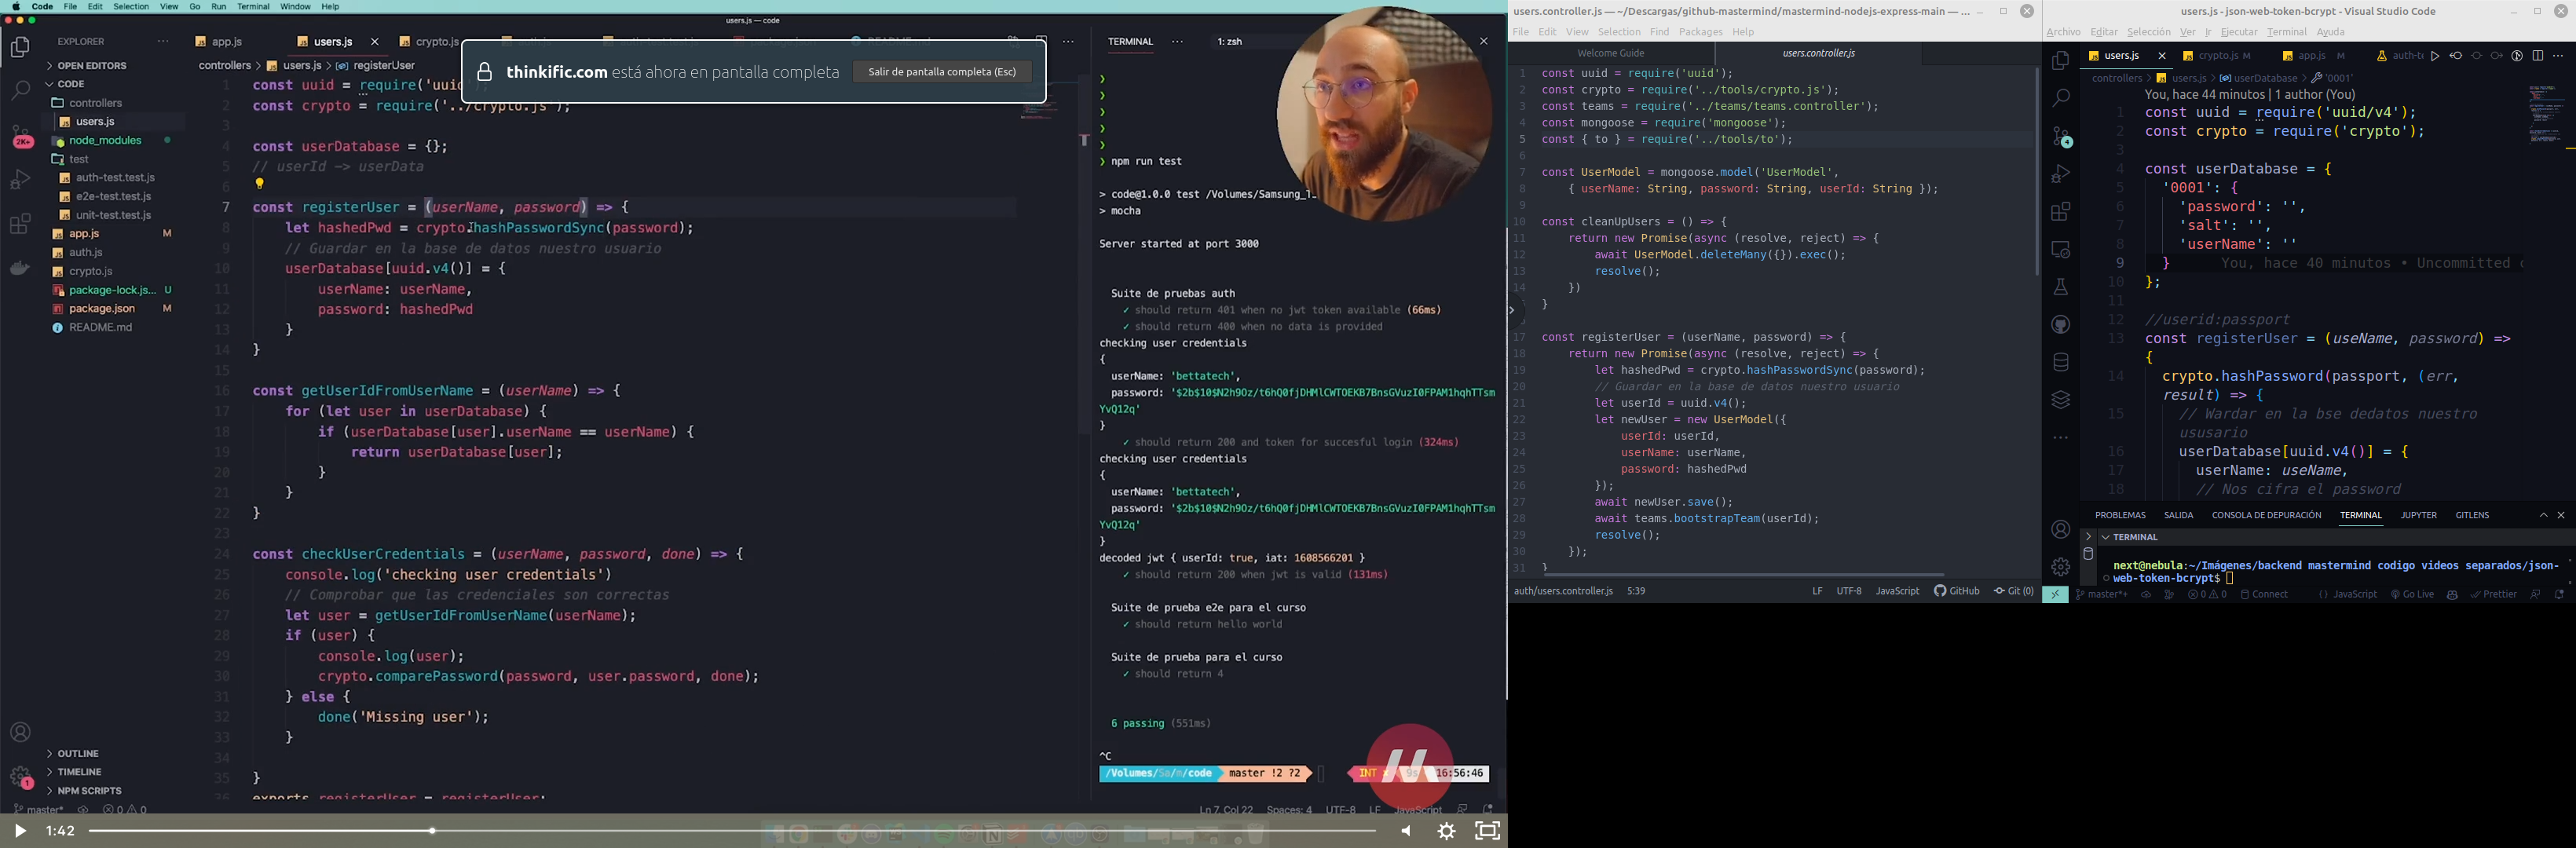 Code File Edit Selection View Go Run Terminal Window Help
users.js — code
EXPLORER
OPEN EDITORS
CODE
controllers
users.js
node_modules
test
auth-test.test.js
e2e-test.test.js
unit-test.test.js
app.js M
auth.js
crypto.js
package-lock.js... U
package.json M
README.md
OUTLINE
TIMELINE
NPM SCRIPTS
2K+
1
master* 0 0
app.js users.js crypto.js
controllers > users.js > registerUser
thinkific.com está ahora en pantalla completa Salir de pantalla completa (Esc)
1 const uuid = require('uuid
2 const crypto = require('../crypto.js');
3
4 const userDatabase = {};
5 // userId -> userData
6
7 const registerUser = (userName, password) => {
8 let hashedPwd = crypto.hashPasswordSync(password);
9 // Guardar en la base de datos nuestro usuario
10 userDatabase[uuid.v4()] = {
11 userName: userName,
12 password: hashedPwd
13 }
14 }
15
16 const getUserIdFromUserName = (userName) => {
17 for (let user in userDatabase) {
18 if (userDatabase[user].userName == userName) {
19 return userDatabase[user];
20 }
21 }
22 }
23
24 const checkUserCredentials = (userName, password, done) => {
25 console.log('checking user credentials')
26 // Comprobar que las credenciales son correctas
27 let user = getUserIdFromUserName(userName);
28 if (user) {
29 console.log(user);
30 crypto.comparePassword(password, user.password, done);
31 } else {
32 done('Missing user');
33 }
34
35 }
36 exports.registerUser = registerUser;
Ln 7, Col 22 Spaces: 4 UTF-8 LF JavaScript
1:42
TERMINAL ... 1: zsh
❯
❯
❯
❯
❯
❯ npm run test
> code@1.0.0 test /Volumes/Samsung_T
> mocha
Server started at port 3000
Suite de pruebas auth
✓ should return 401 when no jwt token available (66ms)
✓ should return 400 when no data is provided
checking user credentials
{
userName: 'bettatech',
password: '$2b$10$N2h9Oz/t6hQ0fjDHMlCWTOEKB7BnsGVuzI0FPAM1hqhTTsm
YvQ12q'
}
✓ should return 200 and token for succesful login (324ms)
checking user credentials
{
userName: 'bettatech',
password: '$2b$10$N2h9Oz/t6hQ0fjDHMlCWTOEKB7BnsGVuzI0FPAM1hqhTTsm
YvQ12q'
}
decoded jwt { userId: true, iat: 1608566201 }
✓ should return 200 when jwt is valid (131ms)
Suite de prueba e2e para el curso
✓ should return hello world
Suite de prueba para el curso
✓ should return 4
6 passing (551ms)
^C
/Volumes/Sa/m/code master !2 ?2 INT 9s 16:56:46
users.controller.js — ~/Descargas/github-mastermind/mastermind-nodejs-express-main — ...
File Edit View Selection Find Packages Help
Welcome Guide users.controller.js
1 const uuid = require('uuid');
2 const crypto = require('../tools/crypto.js');
3 const teams = require('../teams/teams.controller');
4 const mongoose = require('mongoose');
5 const { to } = require('../tools/to');
6
7 const UserModel = mongoose.model('UserModel',
8 { userName: String, password: String, userId: String });
9
10 const cleanUpUsers = () => {
11 return new Promise(async (resolve, reject) => {
12 await UserModel.deleteMany({}).exec();
13 resolve();
14 })
}
17 const registerUser = (userName, password) => {
18 return new Promise(async (resolve, reject) => {
19 let hashedPwd = crypto.hashPasswordSync(password);
20 // Guardar en la base de datos nuestro usuario
21 let userId = uuid.v4();
22 let newUser = new UserModel({
23 userId: userId,
24 userName: userName,
25 password: hashedPwd
26 });
27 await newUser.save();
28 await teams.bootstrapTeam(userId);
29 resolve();
30 });
31 }
auth/users.controller.js 5:39 LF UTF-8 JavaScript GitHub Git (0)
users.js - json-web-token-bcrypt - Visual Studio Code
Archivo Editar Selección Ver Ir Ejecutar Terminal Ayuda
users.js crypto.js M app.js M auth-t
controllers > users.js > userDatabase > '0001'
You, hace 44 minutos | 1 author (You)
1 const uuid = require('uuid/v4');
2 const crypto = require('crypto');
3
4 const userDatabase = {
5 '0001': {
6 'password': '',
7 'salt': '',
8 'userName': ''
9 } You, hace 40 minutos • Uncommitted c
10 };
11
12 //userid:passport
13 const registerUser = (useName, password) =>
{
14 crypto.hashPassword(passport, (err,
result) => {
15 // Wardar en la bse dedatos nuestro
ususario
16 userDatabase[uuid.v4()] = {
17 userName: useName,
18 // Nos cifra el password
4
PROBLEMAS SALIDA CONSOLA DE DEPURACIÓN TERMINAL JUPYTER GITLENS
TERMINAL
next@nebula:~/Imágenes/backend mastermind codigo videos separados/json-
web-token-bcrypt$
master*+ 0 0 Connect JavaScript Go Live Prettier